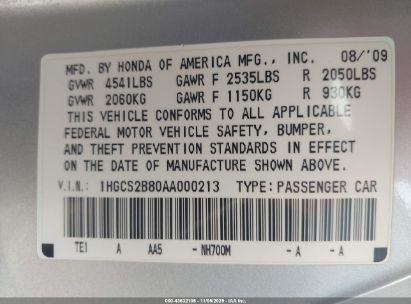 MFD. BY HONDA OF AMERICA MFG., INC. 08/'09
GVWR 4541LBS GAWR F 2535LBS R 2050LBS
GVWR 2060KG GAWR F 1150KG R 930KG
THIS VEHICLE CONFORMS TO ALL APPLICABLE
FEDERAL MOTOR VEHICLE SAFETY, BUMPER,
AND THEFT PREVENTION STANDARDS IN EFFECT
ON THE DATE OF MANUFACTURE SHOWN ABOVE.
V.I.N.: 1HGCS2B80AA000213 TYPE: PASSENGER CAR
TE1 A AA5 - NH700M - A - A